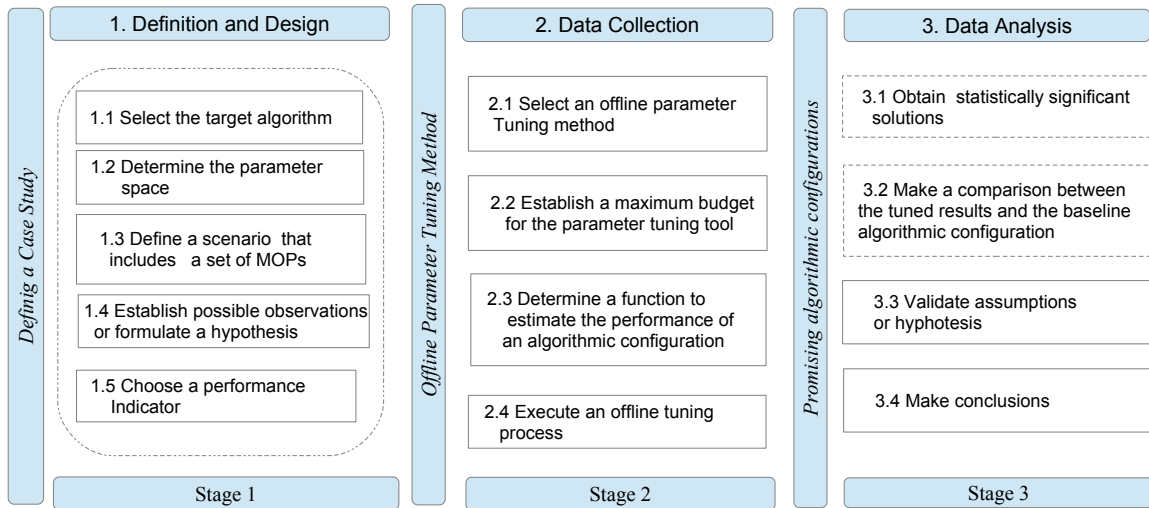 Definig a Case Study
1. Definition and Design
1.1 Select the target algorithm
1.2 Determine the parameter
space
1.3 Define a scenario that
includes a set of MOPs
1.4 Establish possible observations
or formulate a hypothesis
1.5 Choose a performance
Indicator
Stage 1
Offline Parameter Tuning Method
2. Data Collection
2.1 Select an offline parameter
Tuning method
2.2 Establish a maximum budget
for the parameter tuning tool
2.3 Determine a function to
estimate the performance of
an algorithmic configuration
2.4 Execute an offline tuning
process
Stage 2
Promising algorithmic configurations
3. Data Analysis
3.1 Obtain statistically significant
solutions
3.2 Make a comparison between
the tuned results and the baseline
algorithmic configuration
3.3 Validate assumptions
or hyphotesis
3.4 Make conclusions
Stage 3